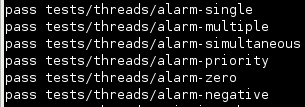 pass tests/threads/alarm-single
pass tests/threads/alarm-multiple
pass tests/threads/alarm-simultaneous
pass tests/threads/alarm-priority
pass tests/threads/alarm-zero
pass tests/threads/alarm-negative